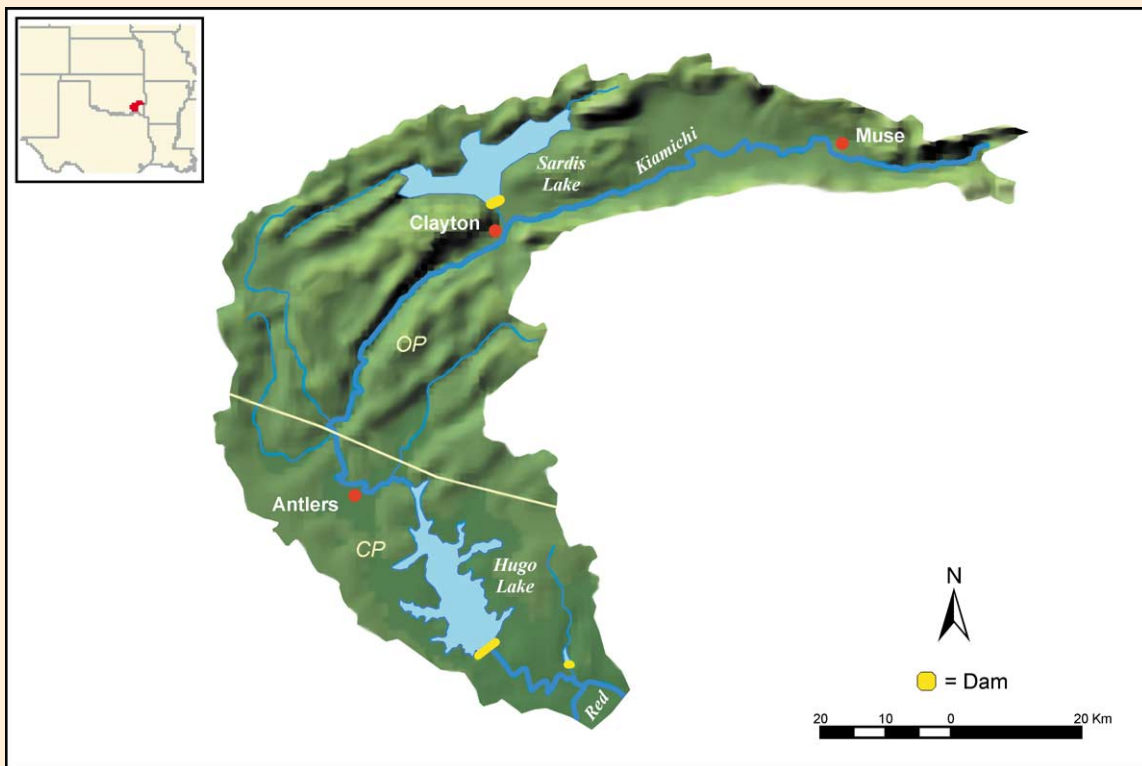 Muse
Kiamichi
Sardis
Lake
Clayton
OP
Antlers
CP
Hugo
Lake
N
= Dam
Red
20 10 0 20 Km